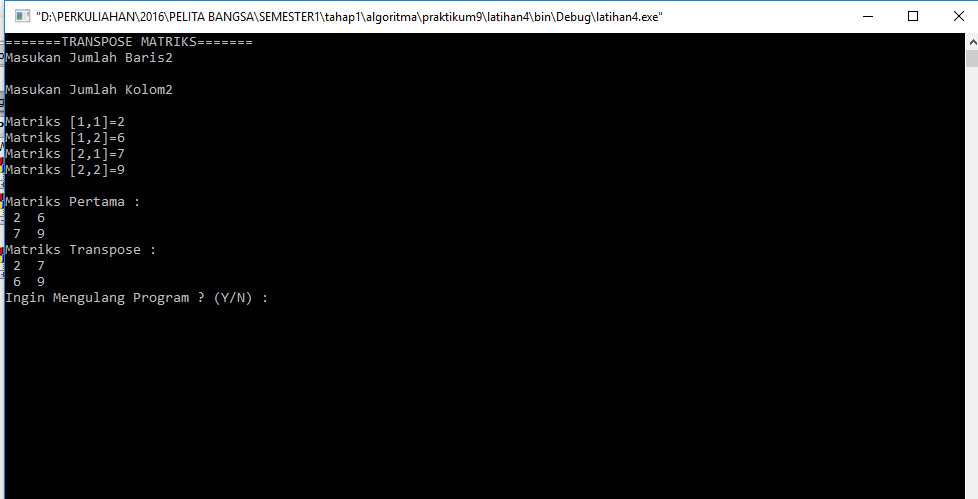 "D:\PERKULIAHAN\2016\PELITA BANGSA\SEMESTER1\tahap1\algoritma\praktikum9\latihan4\bin\Debug\latihan4.exe"
=======TRANSPOSE MATRIKS=======
Masukan Jumlah Baris2
Masukan Jumlah Kolom2
Matriks [1,1]=2
Matriks [1,2]=6
Matriks [2,1]=7
Matriks [2,2]=9
Matriks Pertama :
2 6
7 9
Matriks Transpose :
2 7
6 9
Ingin Mengulang Program ? (Y/N) :